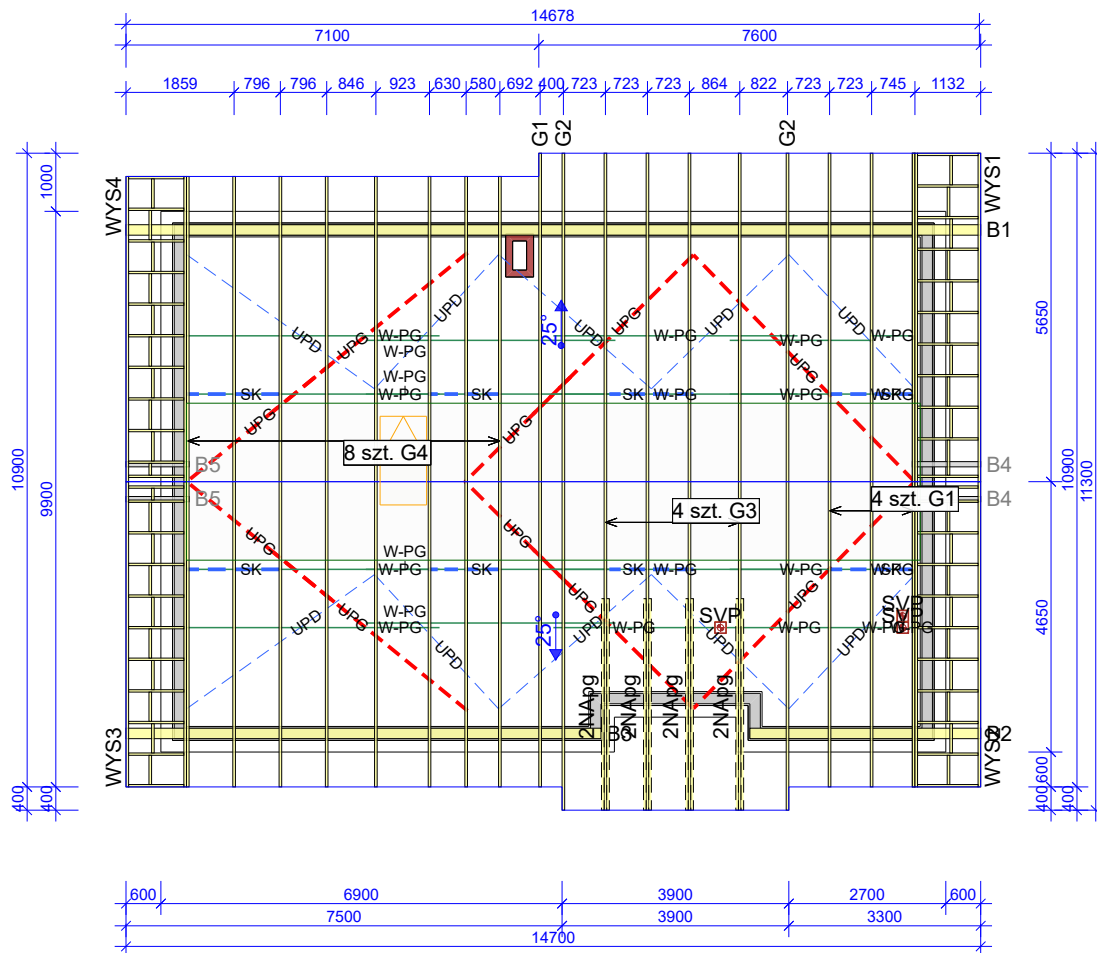 14678
7100 7600
1859 796 796 846 923 630 580 692 400 723 723 723 864 822 723 723 745 1132
G1 G2 G2
WYS4 WYS1
1000
B1
UPD UPD UPD UPD
25°
UPG UPG
W-PG W-PG W-PG W-PG
W-PG
UPG
W-PG
SK W-PG SK SK W-PG W-PG SK
5650
UPG UPG
8 szt. G4
B5 B4
10900 9900 10900 11300
4 szt. G1
B5 B4
4 szt. G3
UPG UPG
W-PG
SK W-PG SK SK W-PG W-PG SK
UPG UPG UPG
W-PG SVP SVP
SVP
UPD W-PG 25° UPD W-PG W-PG W-PG
4650
UPG UPD UPD UPD
2NApg 2NApg 2NApg 2NApg
WYS3 B3 B2
400 400 400 600 400
600 6900 3900 2700 600
7500 3900 3300
14700